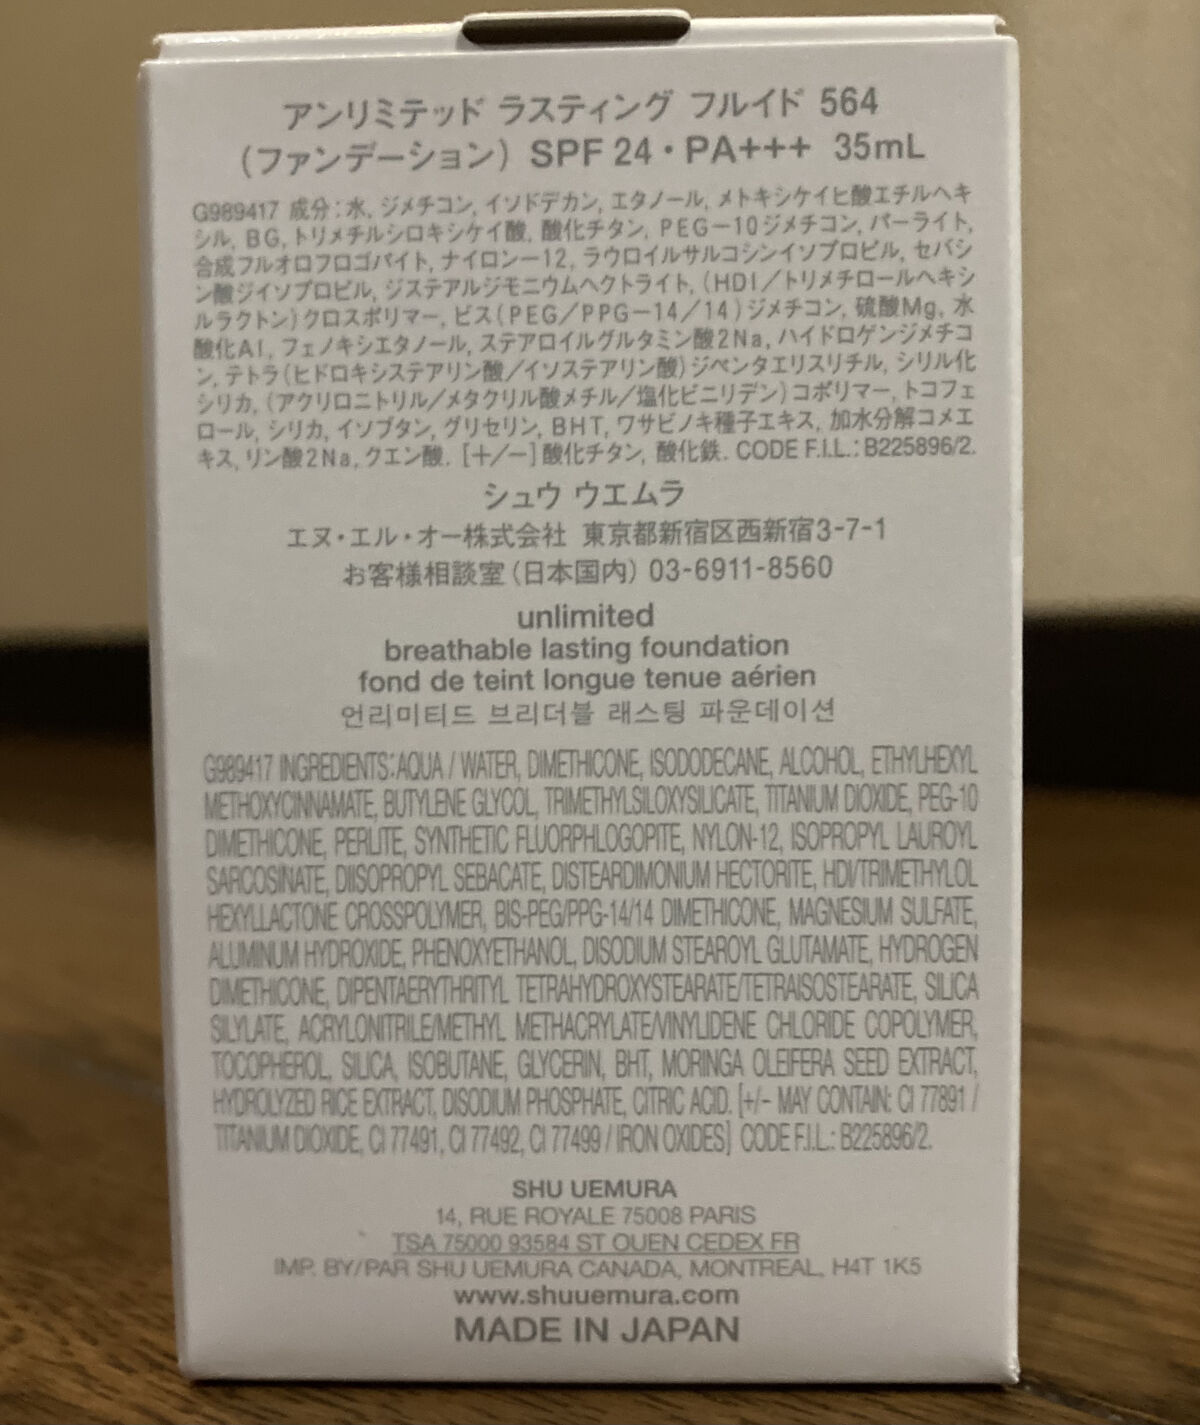 アンリミテッド ラスティング フルイド 564
(ファンデーション) SPF 24・PA+++ 35mL
G989417 成分:水, ジメチコン, イソドデカン, エタノール, メトキシケイヒ酸エチルヘキ
シル, BG, トリメチルシロキシケイ酸, 酸化チタン, PEG-10ジメチコン, パーライト,
合成フルオロフロゴパイト, ナイロン-12, ラウロイルサルコシンイソプロピル, セバシ
ン酸ジイソプロピル, ジステアルジモニウムヘクトライト, (HDI/トリメチロールヘキシ
ルラクトン)クロスポリマー, ビス(PEG/PPG-14/14)ジメチコン, 硫酸Mg, 水
酸化Al, フェノキシエタノール, ステアロイルグルタミン酸2Na, ハイドロゲンジメチコ
ン, テトラ(ヒドロキシステアリン酸/イソステアリン酸)ジペンタエリスリチル, シリル化
シリカ, (アクリロニトリル/メタクリル酸メチル/塩化ビニリデン)コポリマー, トコフェ
ロール, シリカ, イソブタン, グリセリン, BHT, ワサビノキ種子エキス, 加水分解コメエ
キス, リン酸2Na, クエン酸. [+/-]酸化チタン, 酸化鉄. CODE F.I.L.: B225896/2.
シュウ ウエムラ
エヌ・エル・オー株式会社 東京都新宿区西新宿3-7-1
お客様相談室(日本国内) 03-6911-8560
unlimited
breathable lasting foundation
fond de teint longue tenue aérien
언리미티드 브리더블 래스팅 파운데이션
G989417 INGREDIENTS:AQUA / WATER, DIMETHICONE, ISODODECANE, ALCOHOL, ETHYLHEXYL
METHOXYCINNAMATE, BUTYLENE GLYCOL, TRIMETHYLSILOXYSILICATE, TITANIUM DIOXIDE, PEG-10
DIMETHICONE, PERLITE, SYNTHETIC FLUORPHLOGOPITE, NYLON-12, ISOPROPYL LAUROYL
SARCOSINATE, DIISOPROPYL SEBACATE, DISTEARDIMONIUM HECTORITE, HDI/TRIMETHYLOL
HEXYLLACTONE CROSSPOLYMER, BIS-PEG/PPG-14/14 DIMETHICONE, MAGNESIUM SULFATE,
ALUMINUM HYDROXIDE, PHENOXYETHANOL, DISODIUM STEAROYL GLUTAMATE, HYDROGEN
DIMETHICONE, DIPENTAERYTHRITYL TETRAHYDROXYSTEARATE/TETRAISOSTEARATE, SILICA
SILYLATE, ACRYLONITRILE/METHYL METHACRYLATE/VINYLIDENE CHLORIDE COPOLYMER,
TOCOPHEROL, SILICA, ISOBUTANE, GLYCERIN, BHT, MORINGA OLEIFERA SEED EXTRACT,
HYDROLYZED RICE EXTRACT, DISODIUM PHOSPHATE, CITRIC ACID. [+/- MAY CONTAIN: CI 77891 /
TITANIUM DIOXIDE, CI 77491, CI 77492, CI 77499 / IRON OXIDES] CODE F.I.L.: B225896/2.
SHU UEMURA
14, RUE ROYALE 75008 PARIS
TSA 75000 93584 ST OUEN CEDEX FR
IMP. BY/PAR SHU UEMURA CANADA, MONTREAL, H4T 1K5
www.shuuemura.com
MADE IN JAPAN